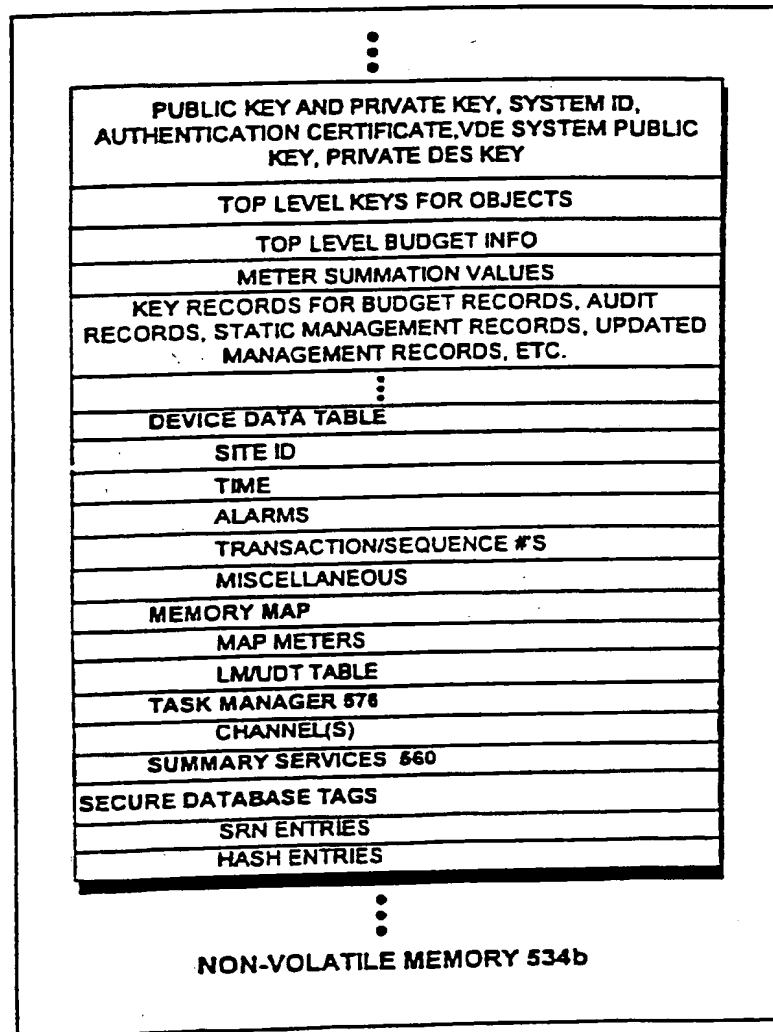 PUBLIC KEY AND PRIVATE KEY, SYSTEM ID,
AUTHENTICATION CERTIFICATE,VDE SYSTEM PUBLIC
KEY, PRIVATE DES KEY
TOP LEVEL KEYS FOR OBJECTS
TOP LEVEL BUDGET INFO
METER SUMMATION VALUES
KEY RECORDS FOR BUDGET RECORDS, AUDIT
RECORDS, STATIC MANAGEMENT RECORDS, UPDATED
MANAGEMENT RECORDS, ETC.
DEVICE DATA TABLE
SITE ID
TIME
ALARMS
TRANSACTION/SEQUENCE #'S
MISCELLANEOUS
MEMORY MAP
MAP METERS
LM/UDT TABLE
TASK MANAGER 576
CHANNEL(S)
SUMMARY SERVICES 560
SECURE DATABASE TAGS
SRN ENTRIES
HASH ENTRIES
NON-VOLATILE MEMORY 534b